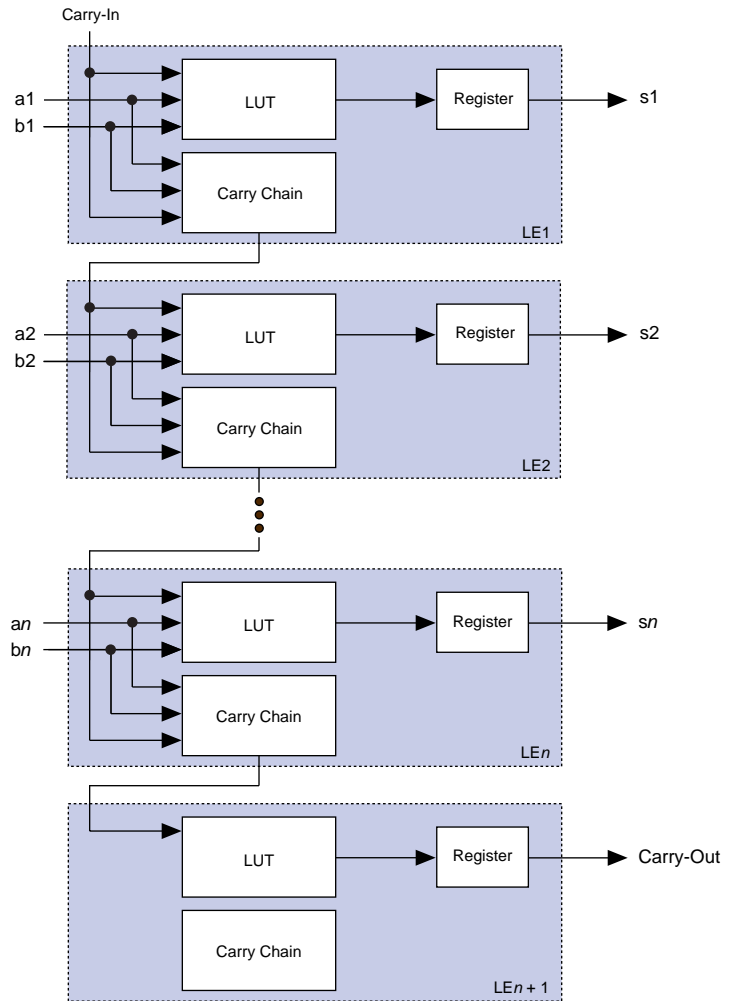 Carry-In
a1
b1
LUT
Register
s1
Carry Chain
LE1
a2
b2
LUT
Register
s2
Carry Chain
LE2
an
bn
LUT
Register
sn
Carry Chain
LEn
LUT
Register
Carry-Out
Carry Chain
LEn + 1